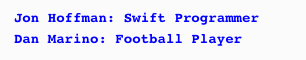 Jon Hoffman: Swift Programmer
Dan Marino: Football Player